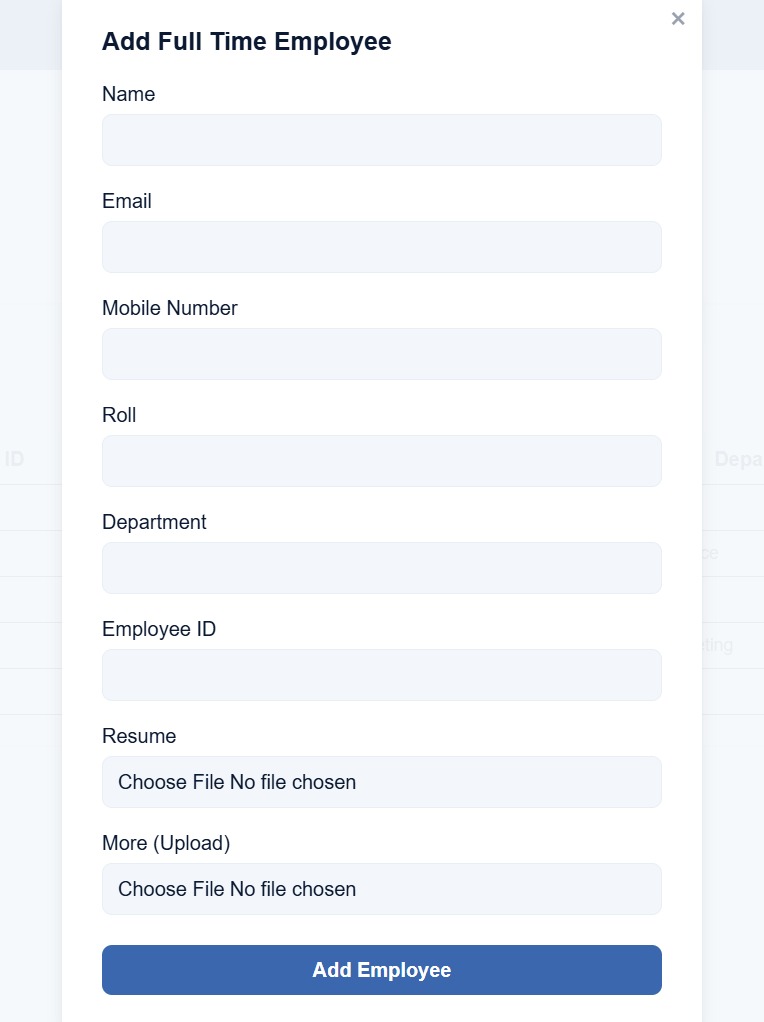 ×
Add Full Time Employee
Name
Email
Mobile Number
Roll
ID
Depa
Department
ce
Employee ID
ting
Resume
Choose File No file chosen
More (Upload)
Choose File No file chosen
Add Employee